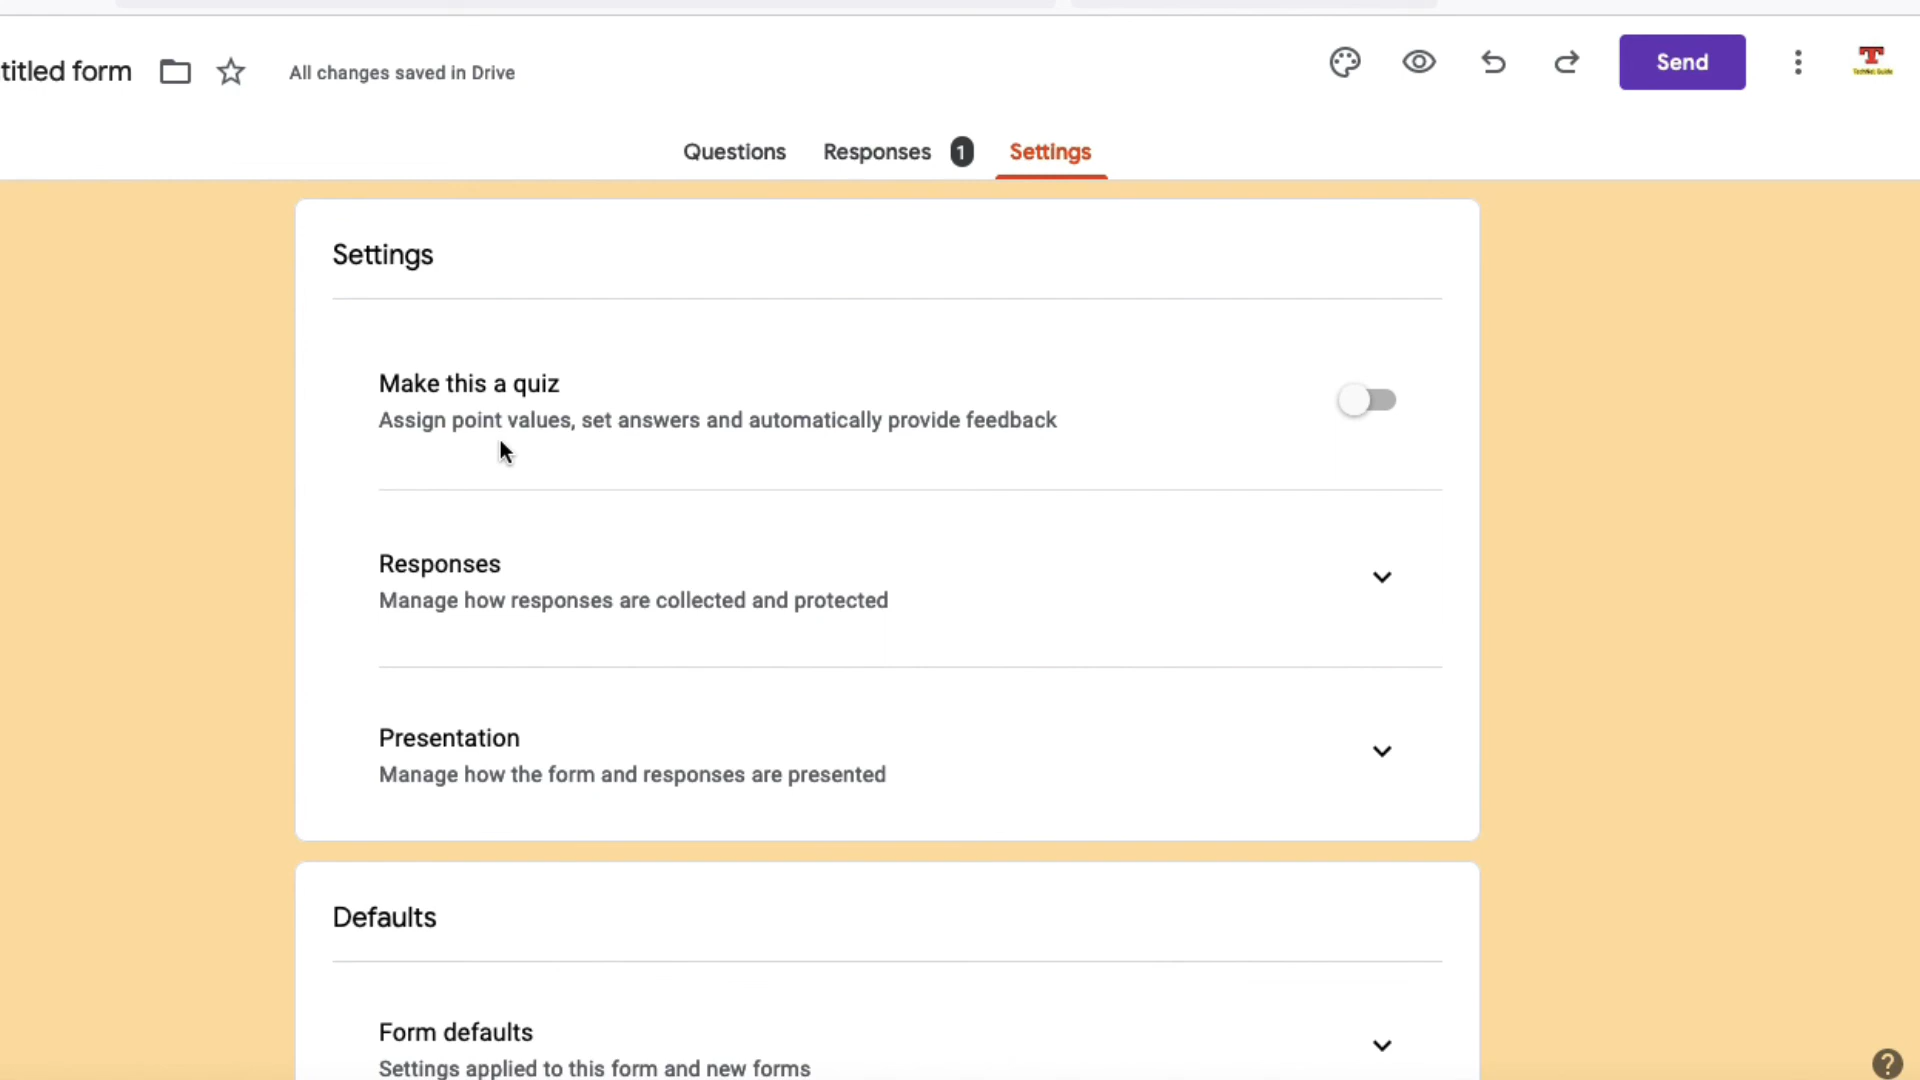 titled form
All changes saved in Drive
Send
Questions
Responses 1
Settings
Settings
Make this a quiz
Assign point values, set answers and automatically provide feedback
Responses
Manage how responses are collected and protected
Presentation
Manage how the form and responses are presented
Defaults
Form defaults
Settings applied to this form and new forms
?